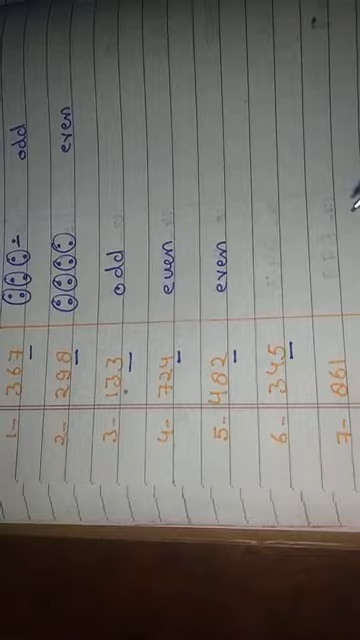 1- 367 odd
2- 298 even
3- 133 odd
4- 724 even
5- 482 even
6- 345
7- 861